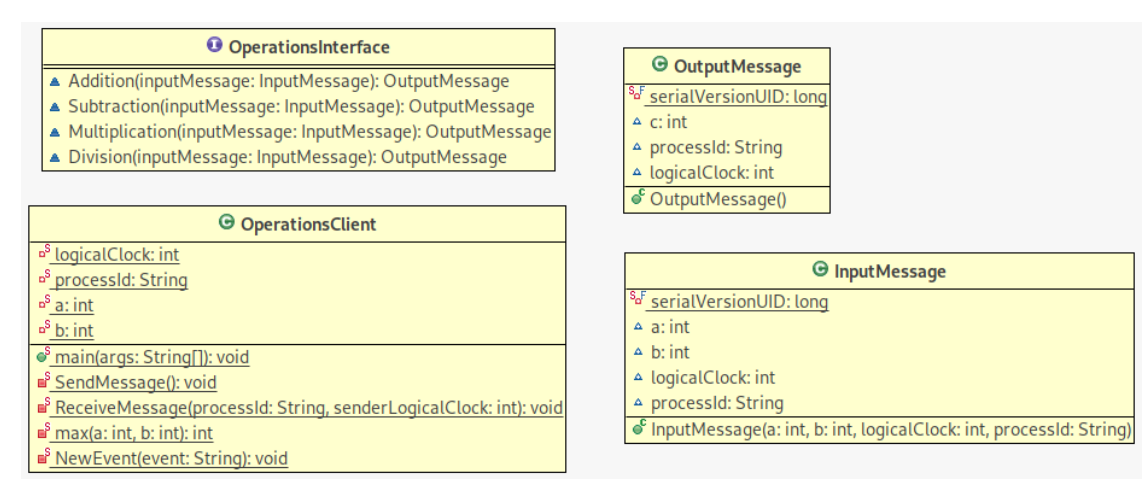 OperationsInterface
Addition(inputMessage: InputMessage): OutputMessage
Subtraction(inputMessage: InputMessage): OutputMessage
Multiplication(inputMessage: InputMessage): OutputMessage
Division(inputMessage: InputMessage): OutputMessage
OutputMessage
serialVersionUID: long
c: int
processId: String
logicalClock: int
OutputMessage()
OperationsClient
logicalClock: int
processId: String
a: int
b: int
main(args: String[]): void
SendMessage(): void
ReceiveMessage(processId: String, senderLogicalClock: int): void
max(a: int, b: int): int
NewEvent(event: String): void
InputMessage
serialVersionUID: long
a: int
b: int
logicalClock: int
processId: String
InputMessage(a: int, b: int, logicalClock: int, processId: String)